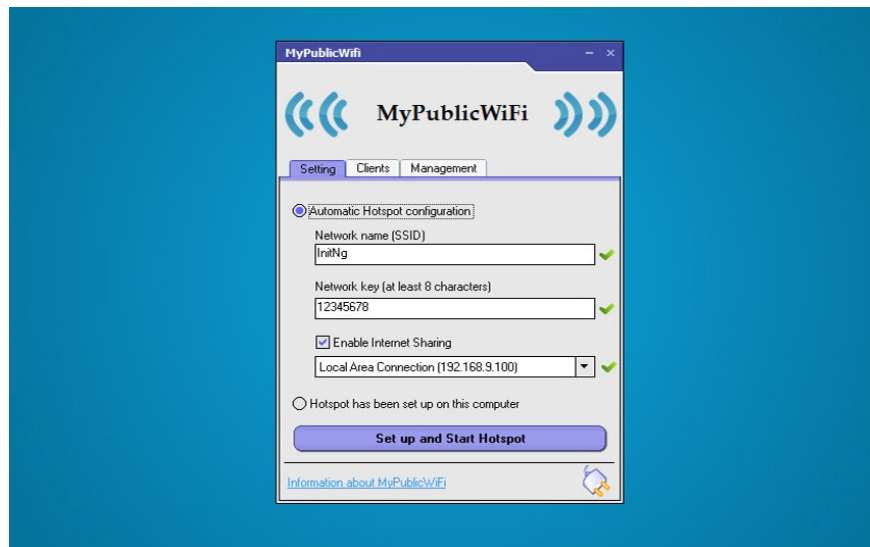 MyPublicWifi
MyPublicWiFi
Setting Clients Management
Automatic Hotspot configuration
Network name (SSID)
InitNg
Network key (at least 8 characters)
12345678
Enable Internet Sharing
Local Area Connection (192.168.9.100)
Hotspot has been set up on this computer
Set up and Start Hotspot
Information about MyPublicWiFi